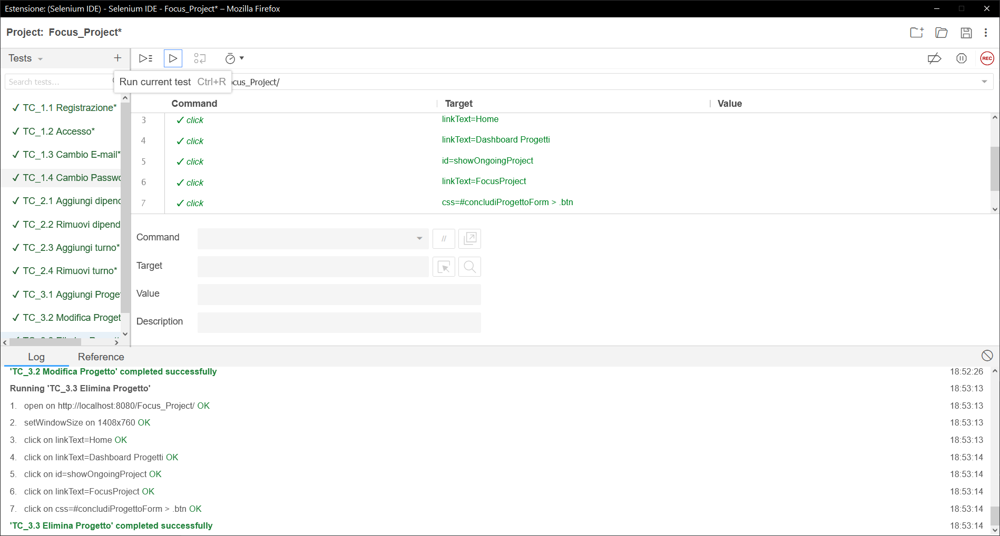 Estensione: (Selenium IDE) - Selenium IDE - Focus_Project* – Mozilla Firefox
Project: Focus_Project*
Tests
REC
Search tests...
Run current test Ctrl+R
ocus_Project/
Command Target Value
3 ✓ click linkText=Home
4 ✓ click linkText=Dashboard Progetti
5 ✓ click id=showOngoingProject
6 ✓ click linkText=FocusProject
7 ✓ click css=#concludiProgettoForm > .btn
✓ TC_1.1 Registrazione*
✓ TC_1.2 Accesso*
✓ TC_1.3 Cambio E-mail*
✓ TC_1.4 Cambio Passwo
✓ TC_2.1 Aggiungi dipend
✓ TC_2.2 Rimuovi dipend
✓ TC_2.3 Aggiungi turno*
✓ TC_2.4 Rimuovi turno*
✓ TC_3.1 Aggiungi Proget
✓ TC_3.2 Modifica Proget
Command
//
Target
Value
Description
Log Reference
'TC_3.2 Modifica Progetto' completed successfully 18:52:26
Running 'TC_3.3 Elimina Progetto' 18:53:13
1. open on http://localhost:8080/Focus_Project/ OK 18:53:13
2. setWindowSize on 1408x760 OK 18:53:13
3. click on linkText=Home OK 18:53:13
4. click on linkText=Dashboard Progetti OK 18:53:14
5. click on id=showOngoingProject OK 18:53:14
6. click on linkText=FocusProject OK 18:53:14
7. click on css=#concludiProgettoForm > .btn OK 18:53:14
'TC_3.3 Elimina Progetto' completed successfully 18:53:14